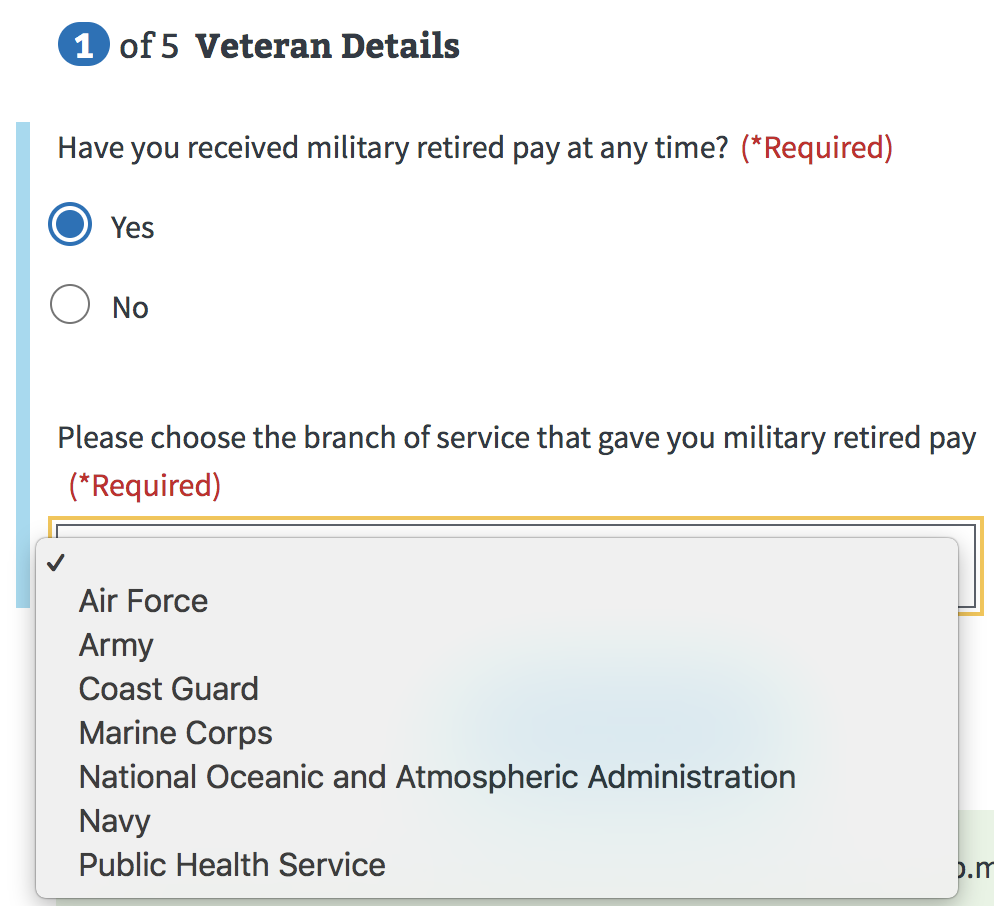 1 of 5 Veteran Details
Have you received military retired pay at any time? (*Required)
Yes
No
Please choose the branch of service that gave you military retired pay
(*Required)
Air Force
Army
Coast Guard
Marine Corps
National Oceanic and Atmospheric Administration
Navy
Public Health Service